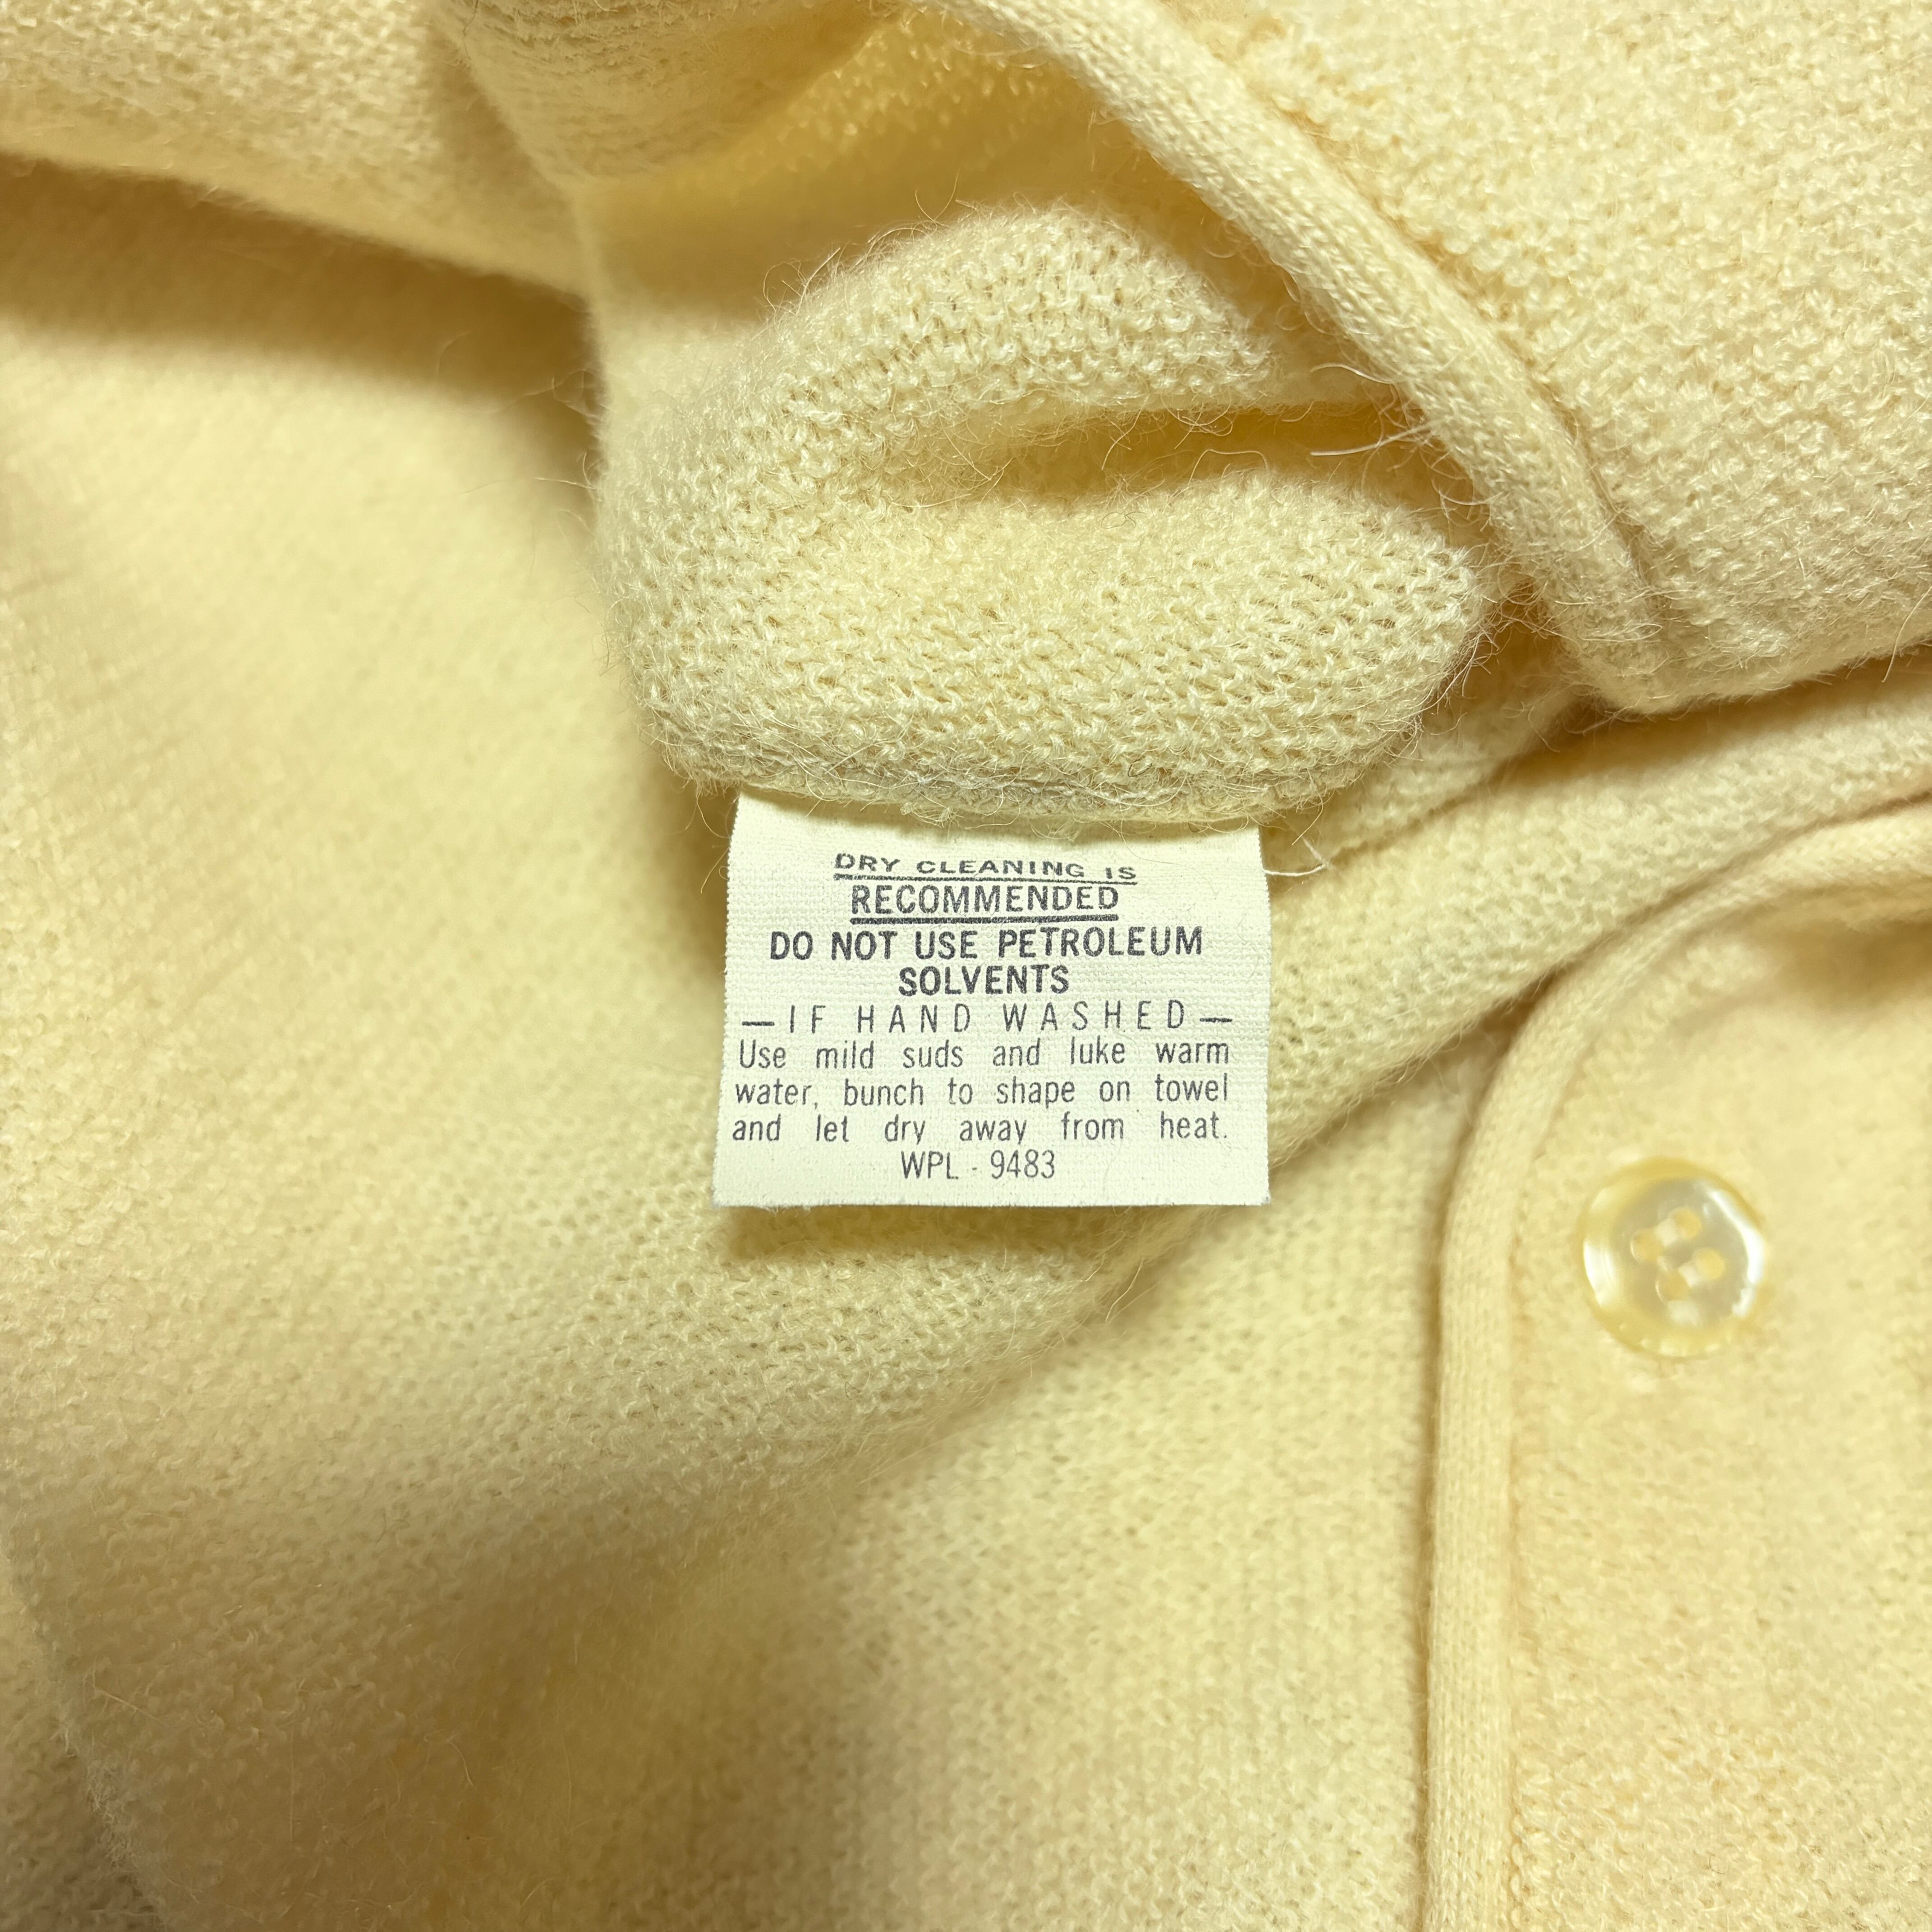 DRY CLEANING IS
RECOMMENDED
DO NOT USE PETROLEUM
SOLVENTS
—IF HAND WASHED—
Use mild suds and luke warm
water, bunch to shape on towel
and let dry away from heat.
WPL - 9483